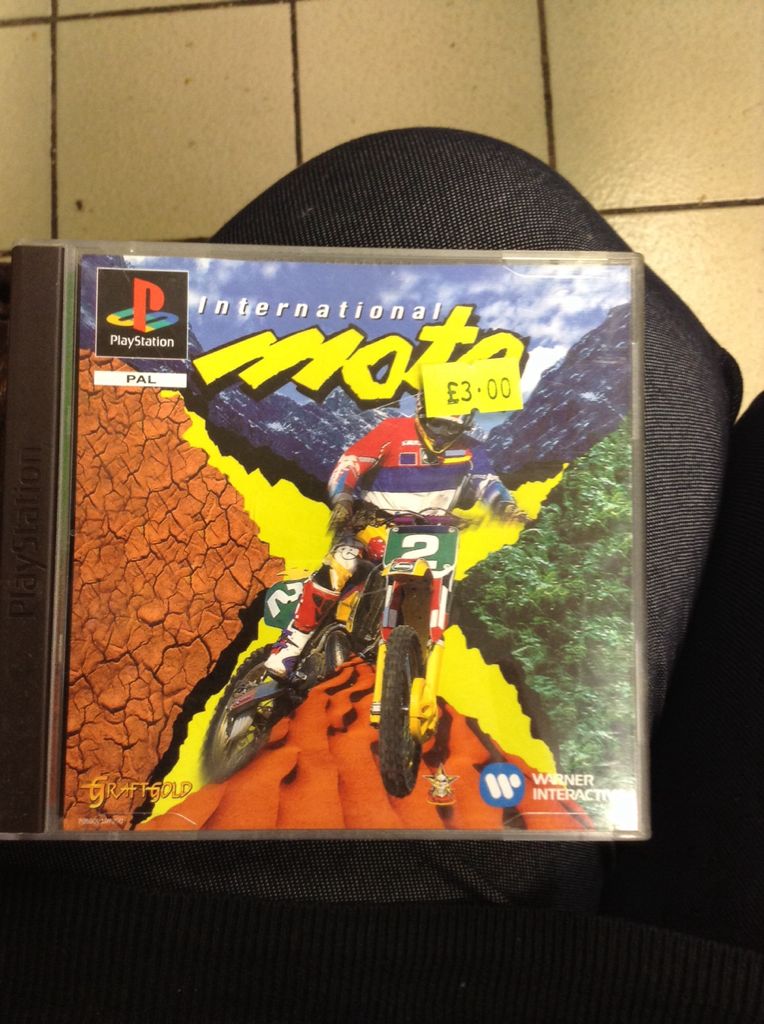 PlayStation
PAL
International
moto
£3.00
PlayStation
2
2
GRAFTGOLD
WARNER
INTERACTIVE